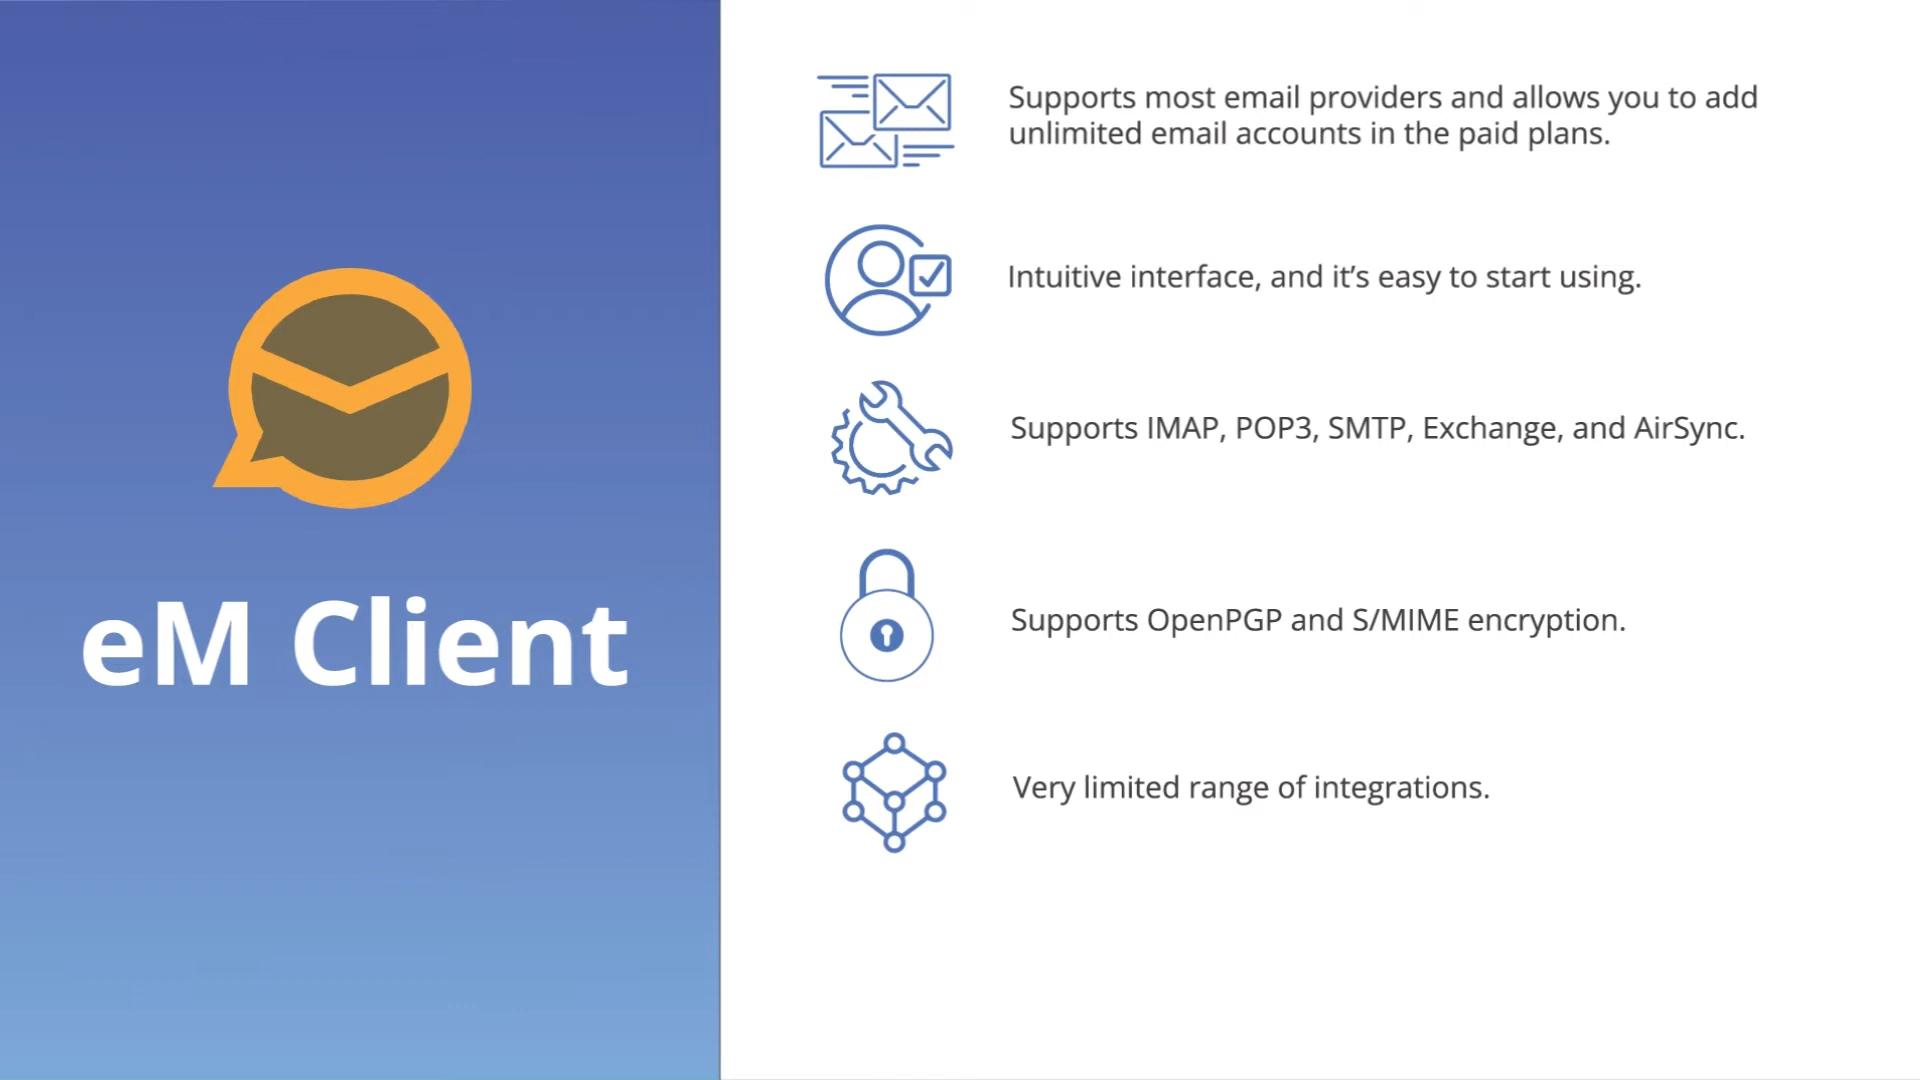 eM Client
Supports most email providers and allows you to add
unlimited email accounts in the paid plans.
Intuitive interface, and it’s easy to start using.
Supports IMAP, POP3, SMTP, Exchange, and AirSync.
Supports OpenPGP and S/MIME encryption.
Very limited range of integrations.